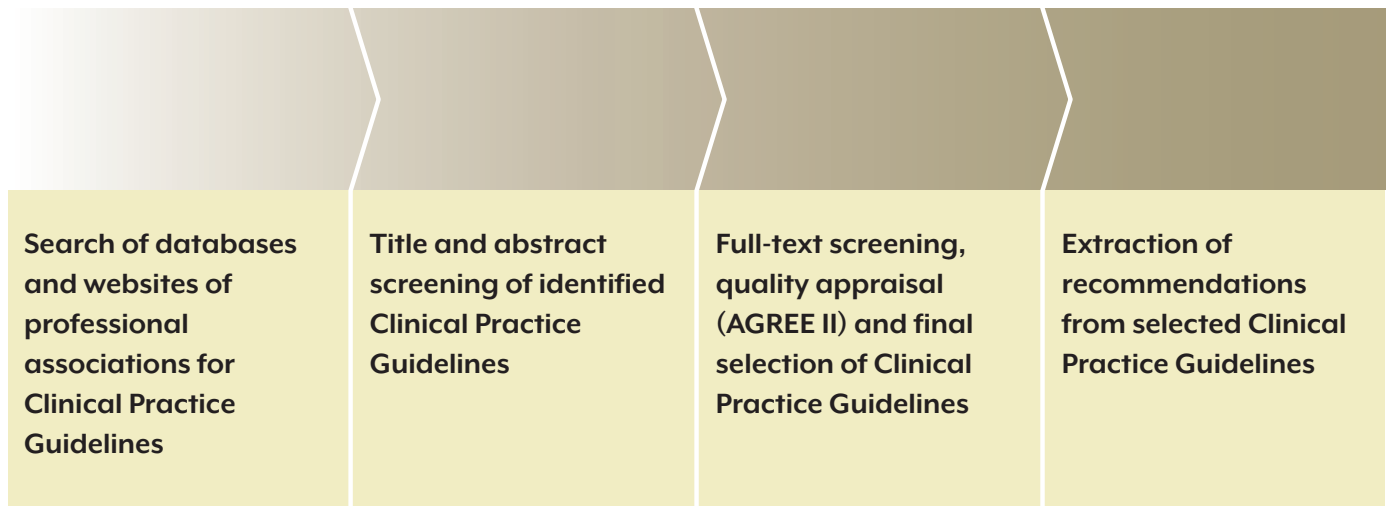 Search of databases
and websites of
professional
associations for
Clinical Practice
Guidelines
Title and abstract
screening of identified
Clinical Practice
Guidelines
Full-text screening,
quality appraisal
(AGREE II) and final
selection of Clinical
Practice Guidelines
Extraction of
recommendations
from selected Clinical
Practice Guidelines